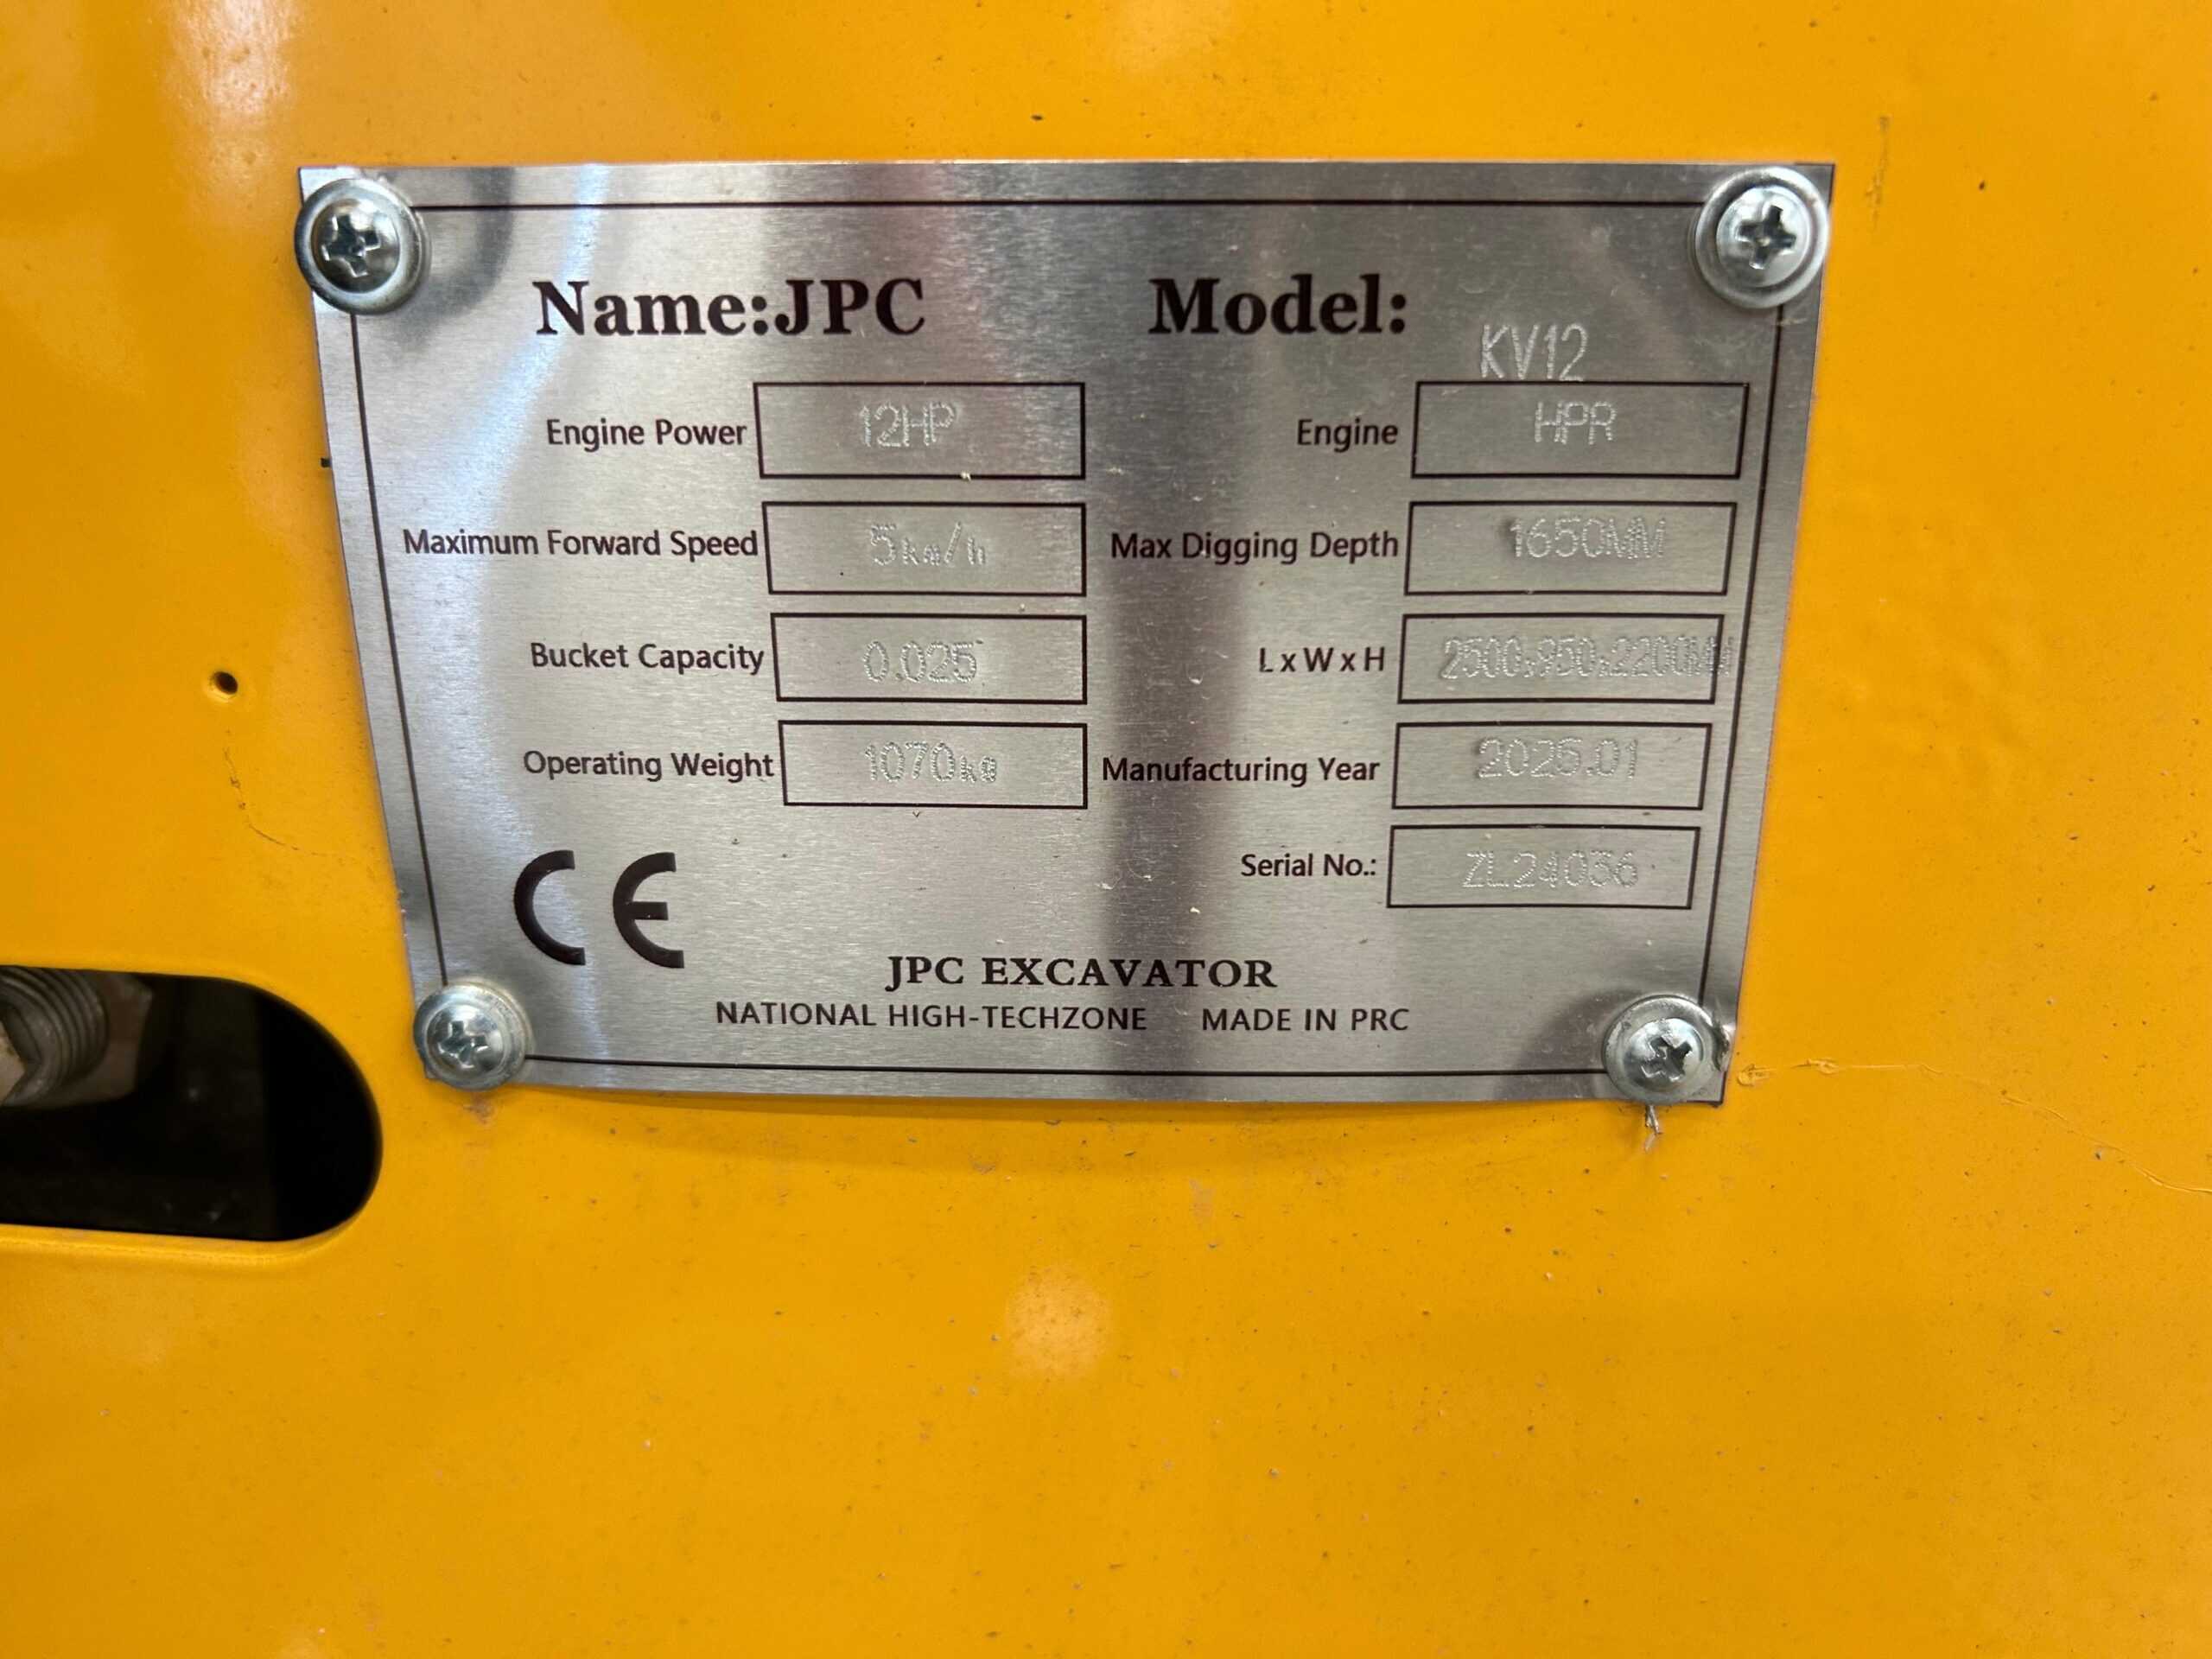 Name:JPC Model: KV12
Engine Power 12HP Engine HPR
Maximum Forward Speed 5km/h Max Digging Depth 1650MM
Bucket Capacity 0.025 L x W x H 2500x950x2200MM
Operating Weight 1070kg Manufacturing Year 2025.01
Serial No.: ZL24036
CE
JPC EXCAVATOR
NATIONAL HIGH-TECHZONE MADE IN PRC